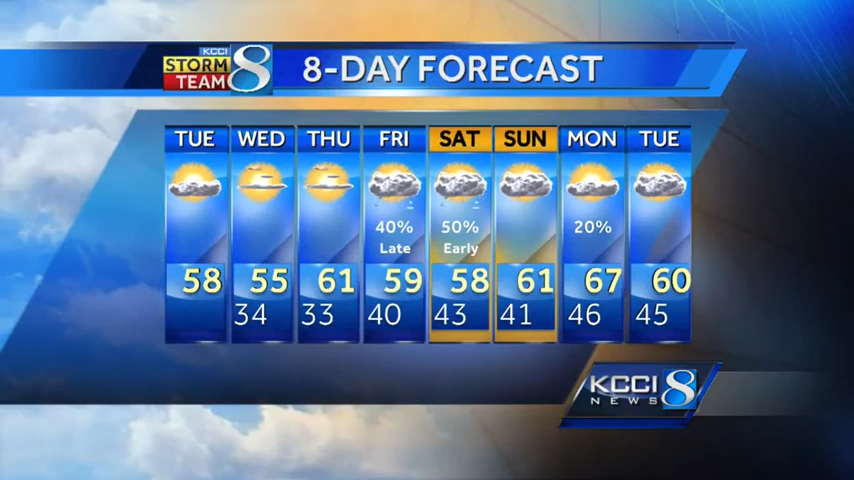 KCCI
STORM
TEAM
8
8-DAY FORECAST
TUE WED THU FRI SAT SUN MON TUE
40% 50% 20%
Late Early
58 55 61 59 58 61 67 60
34 33 40 43 41 46 45
KCCI 8
NEWS